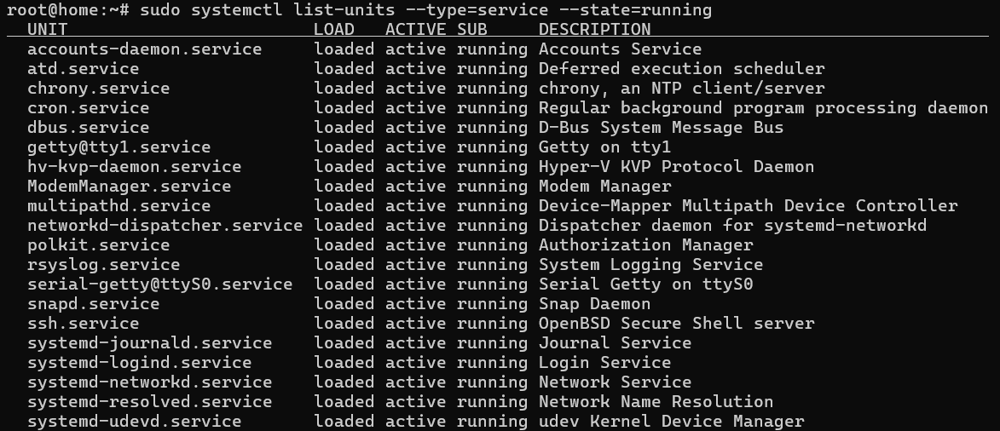 root@home:~# sudo systemctl list-units --type=service --state=running
  UNIT                        LOAD   ACTIVE SUB     DESCRIPTION
  accounts-daemon.service     loaded active running Accounts Service
  atd.service                 loaded active running Deferred execution scheduler
  chrony.service              loaded active running chrony, an NTP client/server
  cron.service                loaded active running Regular background program processing daemon
  dbus.service                loaded active running D-Bus System Message Bus
  getty@tty1.service          loaded active running Getty on tty1
  hv-kvp-daemon.service       loaded active running Hyper-V KVP Protocol Daemon
  ModemManager.service        loaded active running Modem Manager
  multipathd.service          loaded active running Device-Mapper Multipath Device Controller
  networkd-dispatcher.service loaded active running Dispatcher daemon for systemd-networkd
  polkit.service              loaded active running Authorization Manager
  rsyslog.service             loaded active running System Logging Service
  serial-getty@ttyS0.service  loaded active running Serial Getty on ttyS0
  snapd.service               loaded active running Snap Daemon
  ssh.service                 loaded active running OpenBSD Secure Shell server
  systemd-journald.service    loaded active running Journal Service
  systemd-logind.service      loaded active running Login Service
  systemd-networkd.service    loaded active running Network Service
  systemd-resolved.service    loaded active running Network Name Resolution
  systemd-udevd.service       loaded active running udev Kernel Device Manager